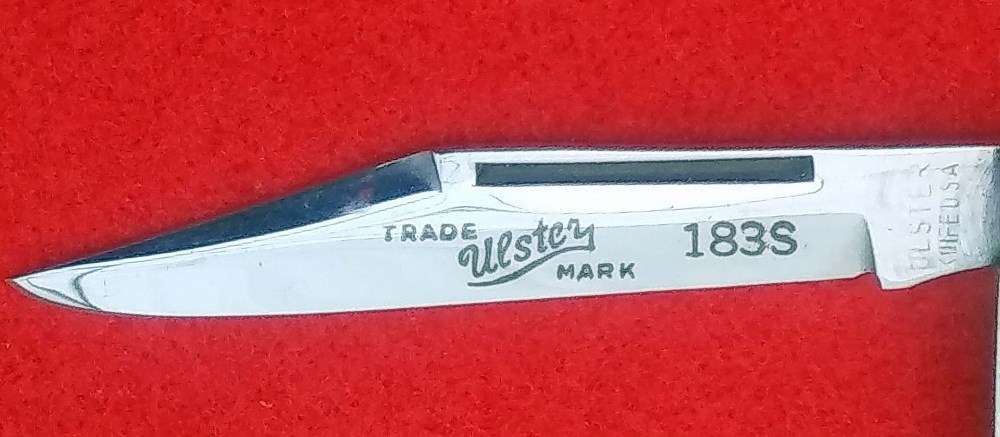 TRADE
Ulster
MARK
183S
ULSTER
KNIFE USA